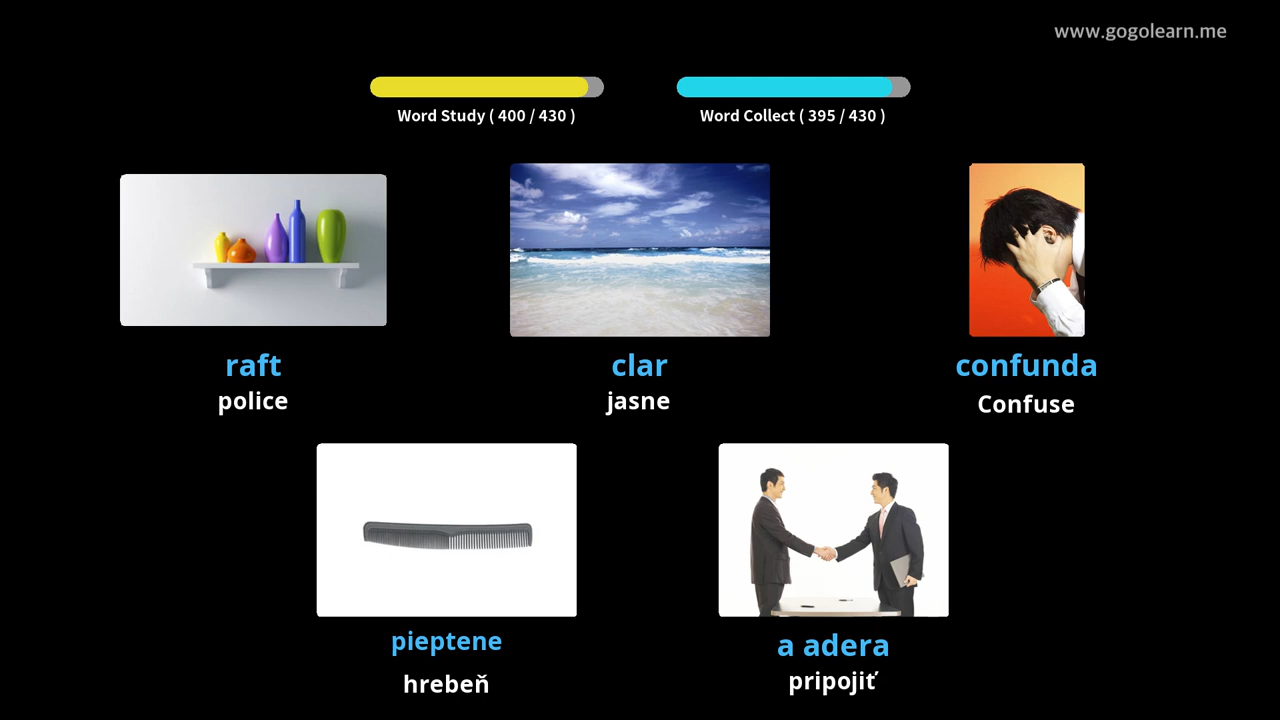 www.gogolearn.me
Word Study ( 400 / 430 )
Word Collect ( 395 / 430 )
raft
police
clar
jasne
confunda
Confuse
pieptene
hrebeň
a adera
pripojiť